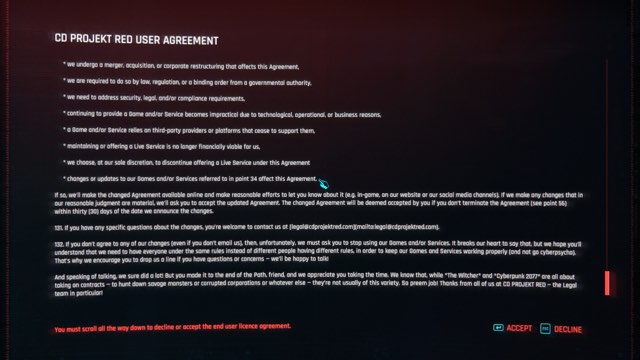 CD PROJEKT RED USER AGREEMENT
* we undergo a merger, acquisition, or corporate restructuring that affects this Agreement,
* we are required to do so by law, regulation, or a binding order from a governmental authority,
* we need to address security, legal, and/or compliance requirements,
* continuing to provide a Game and/or Service becomes impractical due to technological, operational, or business reasons,
* a Game and/or Service relies on third-party providers or platforms that cease to support them,
* maintaining or offering a Live Service is no longer financially viable for us,
* we choose, at our sole discretion, to discontinue offering a Live Service under this Agreement
* changes or updates to our Games and/or Services referred to in point 34 affect this Agreement.
If so, we'll make the changed Agreement available online and make reasonable efforts to let you know about it (e.g. in-game, on our website or our social media channels). If we make any changes that in
our reasonable judgment are material, we'll ask you to accept the updated Agreement. The changed Agreement will be deemed accepted by you if you don't terminate the Agreement (see point 56)
within thirty (30) days of the date we announce the changes.
131. If you have any specific questions about the changes, you're welcome to contact us at [legal@cdprojektred.com](mailto:legal@cdprojektred.com).
132. If you don't agree to any of our changes (even if you don't email us), then, unfortunately, we must ask you to stop using our Games and/or Services. It breaks our heart to say that, but we hope you'll
understand that we need to have everyone under the same rules instead of different people having different rules, in order to keep our Games and Services working properly (and not go cyberpsycho).
That's why we encourage you to drop us a line if you have questions or concerns – we'll be happy to talk!
And speaking of talking, we sure did a lot! But you made it to the end of the Path, friend, and we appreciate you taking the time. We know that, while "The Witcher" and "Cyberpunk 2077" are all about
taking on contracts – to hunt down savage monsters or corrupted corporations or whatever else – they're not usually of this variety. So preem job! Thanks from all of us at CD PROJEKT RED – the Legal
team in particular!
You must scroll all the way down to decline or accept the end user licence agreement.
ACCEPT DECLINE